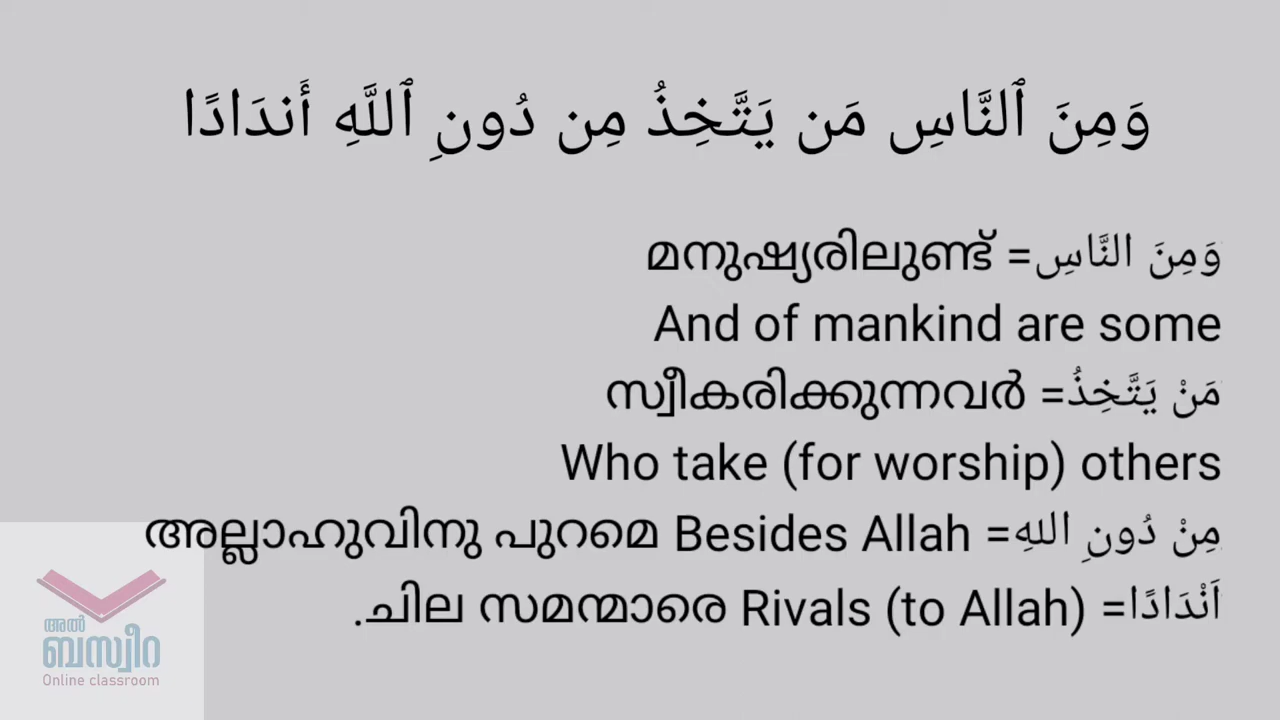 وَمِنَ ٱلنَّاسِ مَن يَتَّخِذُ مِن دُونِ ٱللَّهِ أَندَادًا
وَمِنَ النَّاسِ= മനുഷ്യരിലുണ്ട്
And of mankind are some
مَنْ يَتَّخِذُ= സ്വീകരിക്കുന്നവർ
Who take (for worship) others
مِنْ دُونِ اللهِ= Besides Allah അല്ലാഹുവിനു പുറമെ
اَنْدَادًا= Rivals (to Allah) ചില സമന്മാരെ.
അൽ
ബസ്വീറ
Online classroom